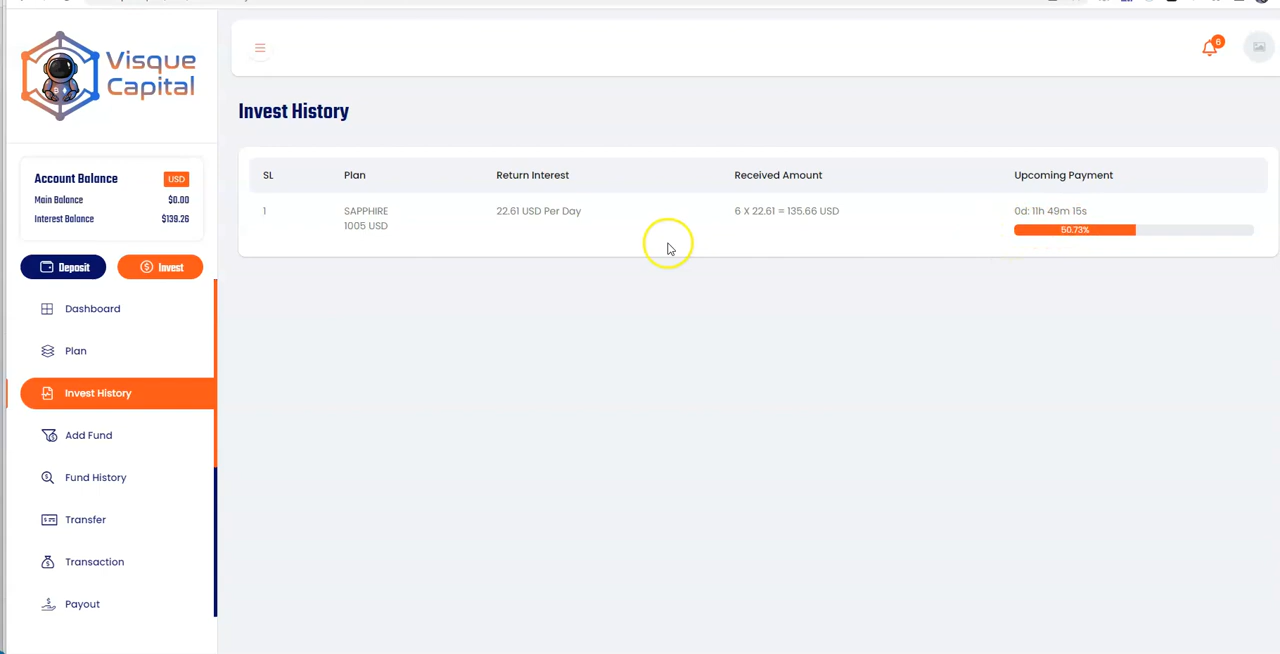 Visque
Capital
6
Account Balance USD
Main Balance $0.00
Interest Balance $139.26
Deposit Invest
Dashboard
Plan
Invest History
Add Fund
Fund History
Transfer
Transaction
Payout
Invest History
SL Plan Return Interest Received Amount Upcoming Payment
1 SAPPHIRE 22.61 USD Per Day 6 X 22.61 = 135.66 USD 0d: 11h 49m 15s
1005 USD 50.73%